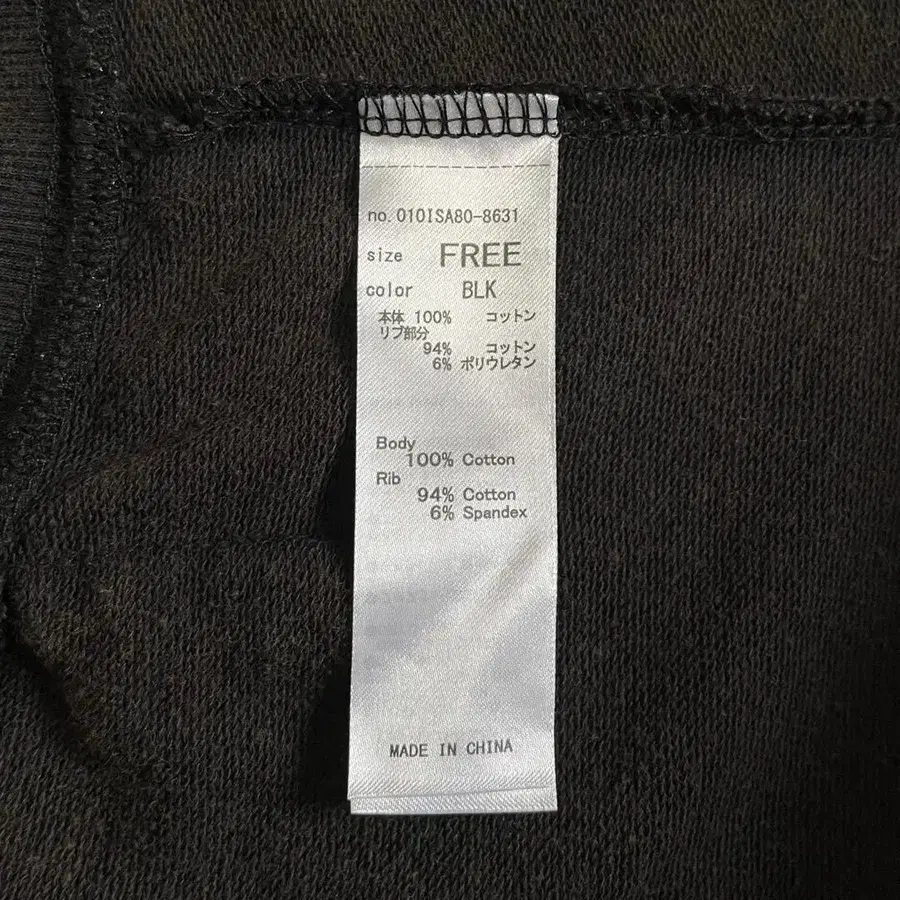 no. 010ISA80-8631
size FREE
color BLK
本体 100% コットン
リブ部分
94% コットン
6% ポリウレタン
Body
100% Cotton
Rib
94% Cotton
6% Spandex
MADE IN CHINA